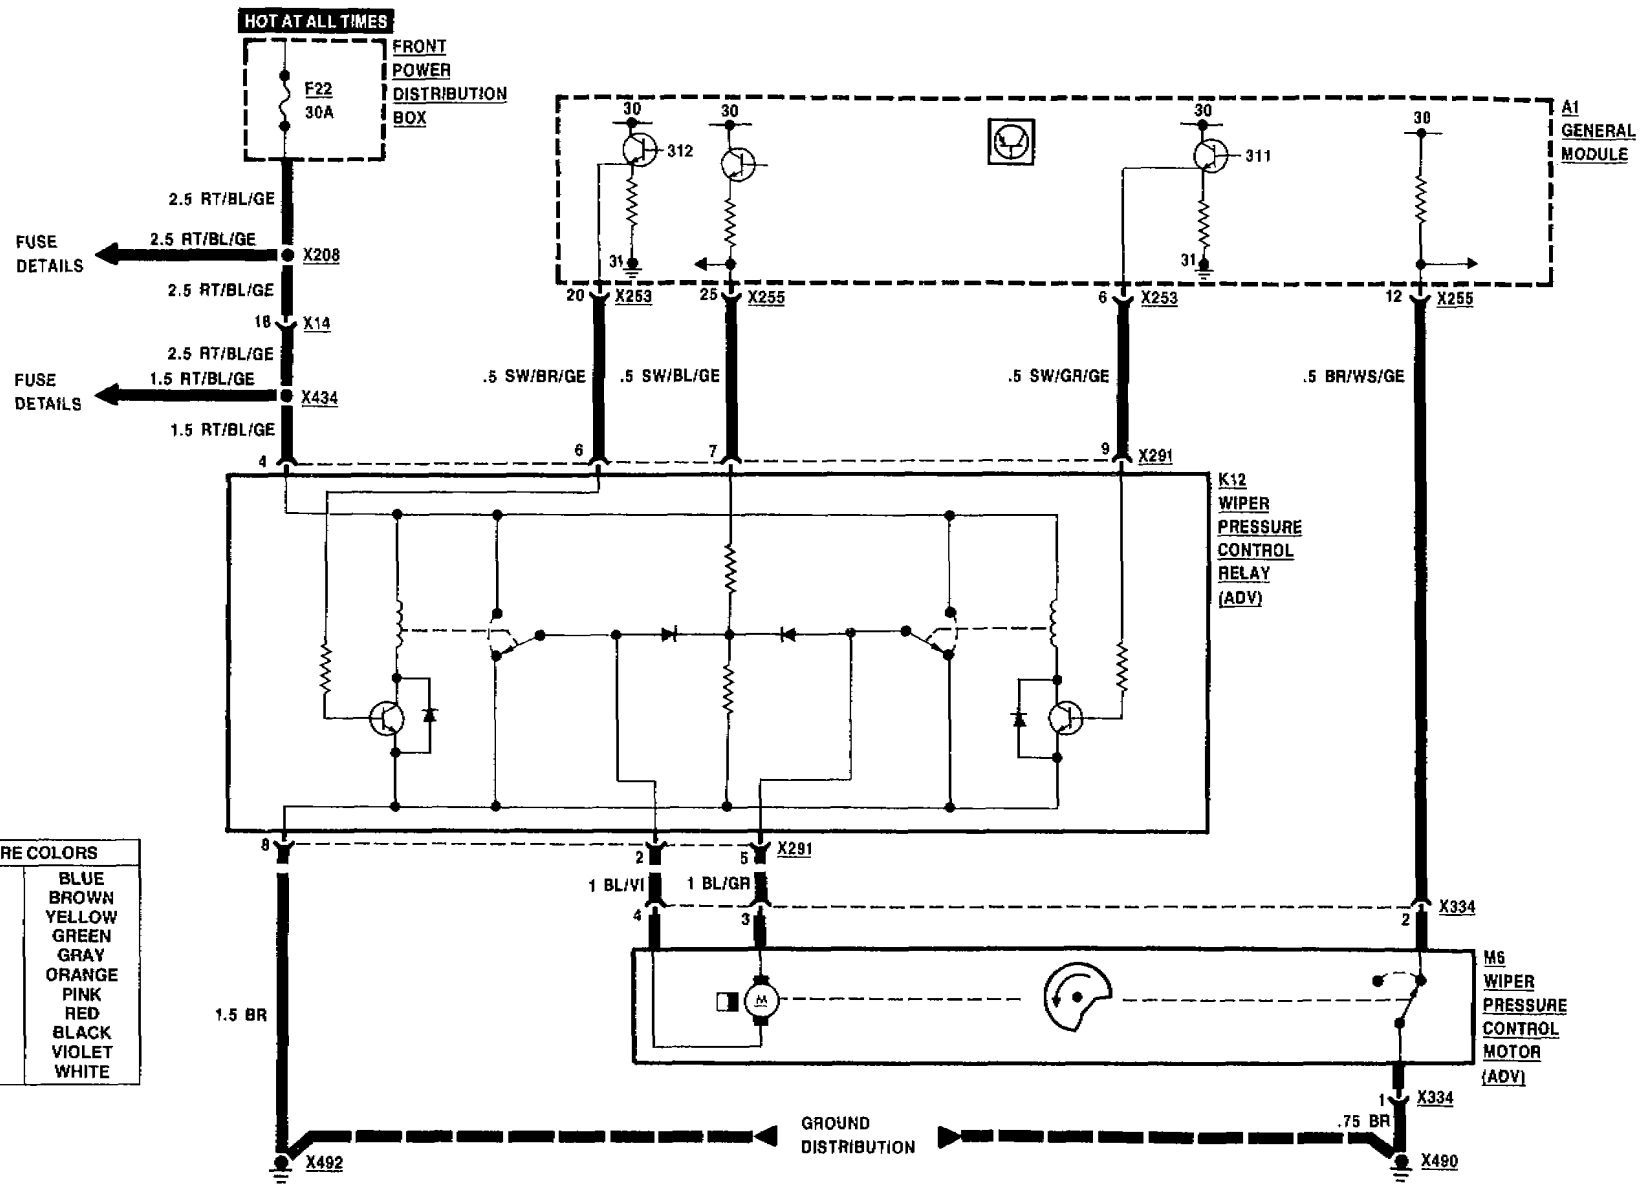 HOT AT ALL TIMES
FRONT
POWER
DISTRIBUTION
BOX
F22
30A
30
30
30
30
312
311
31
31
A1
GENERAL
MODULE
2.5 RT/BL/GE
FUSE
DETAILS
2.5 RT/BL/GE
X208
2.5 RT/BL/GE
18
X14
2.5 RT/BL/GE
FUSE
DETAILS
1.5 RT/BL/GE
X434
1.5 RT/BL/GE
20
X253
25
X255
6
X253
12
X255
.5 SW/BR/GE
.5 SW/BL/GE
.5 SW/GR/GE
.5 BR/WS/GE
4
6
7
9
X291
K12
WIPER
PRESSURE
CONTROL
RELAY
(ADV)
8
2
5
X291
1 BL/VI
1 BL/GR
4
3
2
X334
RE COLORS
BLUE
BROWN
YELLOW
GREEN
GRAY
ORANGE
PINK
RED
BLACK
VIOLET
WHITE
1.5 BR
M
M6
WIPER
PRESSURE
CONTROL
MOTOR
(ADV)
1
X334
.75 BR
GROUND
DISTRIBUTION
X492
X490